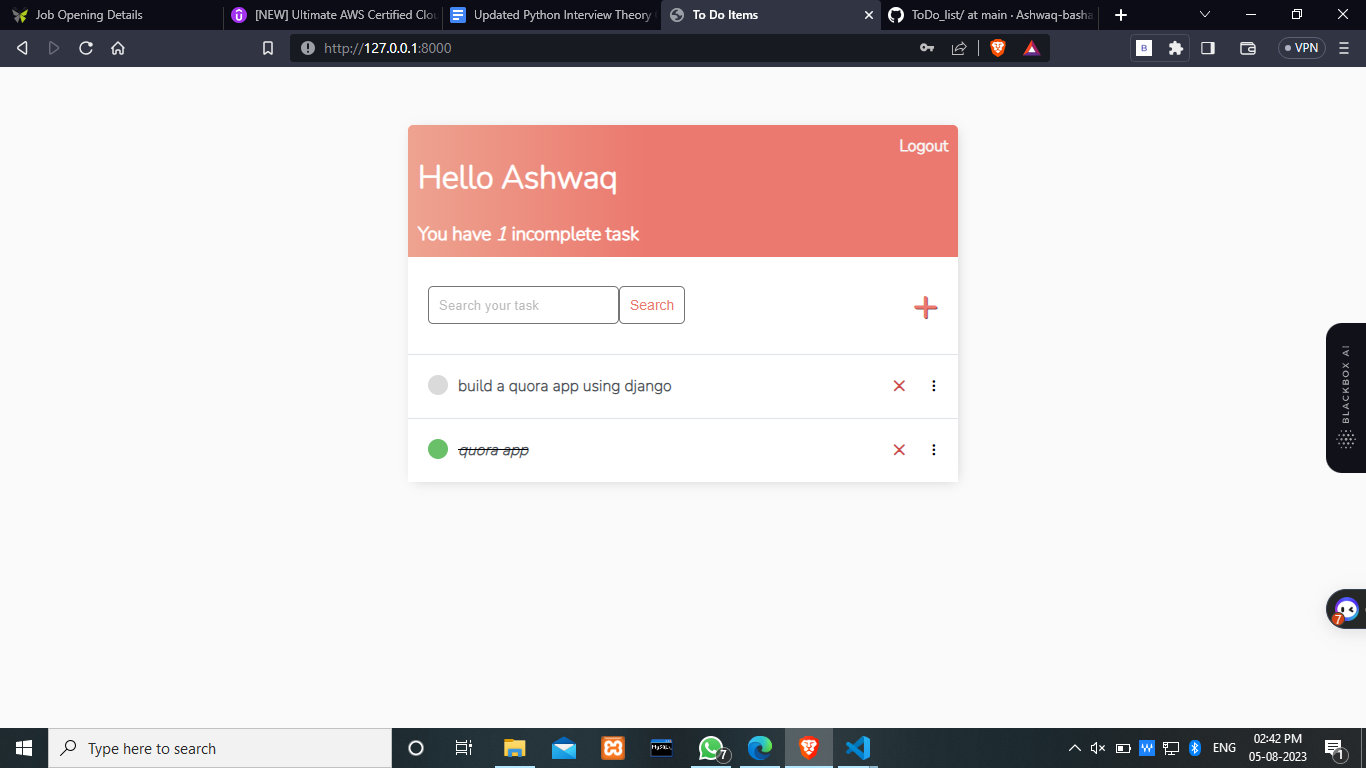 Job Opening Details
[NEW] Ultimate AWS Certified Clou
Updated Python Interview Theory
To Do Items
ToDo_list/ at main · Ashwaq-basha
http://127.0.0.1:8000
B
VPN
Logout
Hello Ashwaq
You have 1 incomplete task
Search your task
Search
build a quora app using django
quora app
BLACKBOX AI
7
Type here to search
MySQL
7
W
ENG
02:42 PM
05-08-2023
1